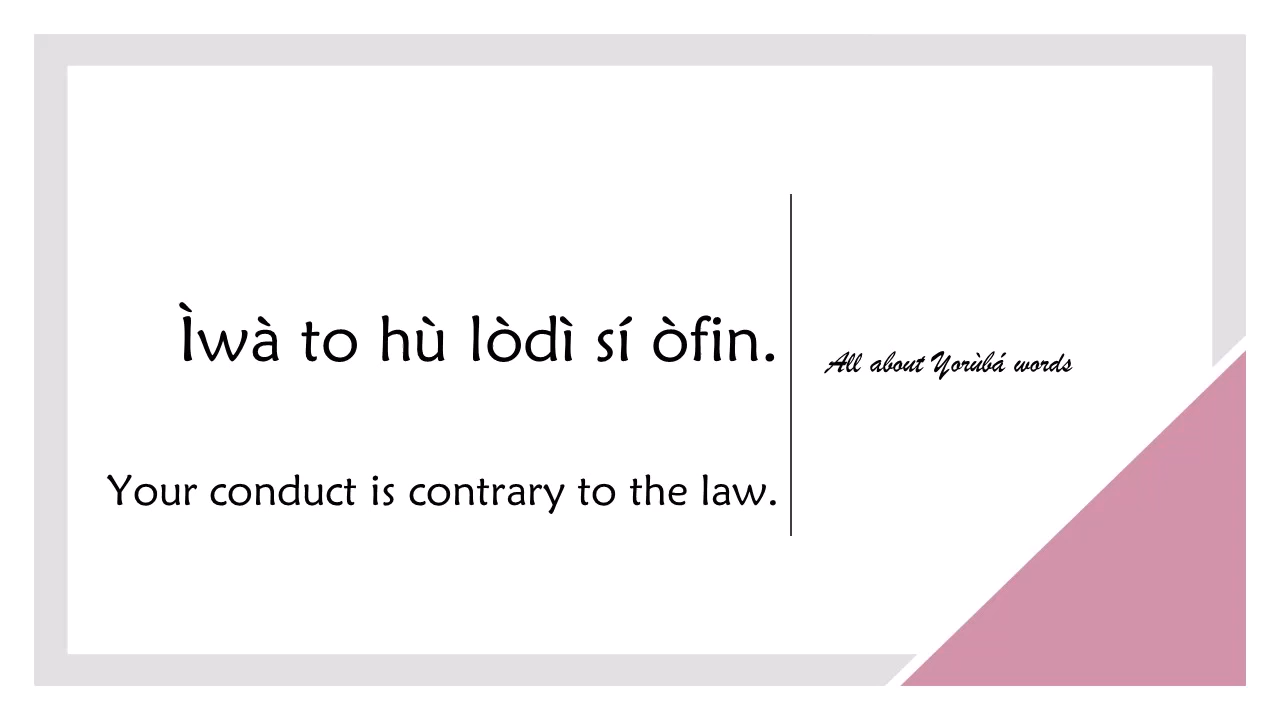 Ìwà to hù lòdì sí òfin.
Your conduct is contrary to the law.
All about Yorùbá words